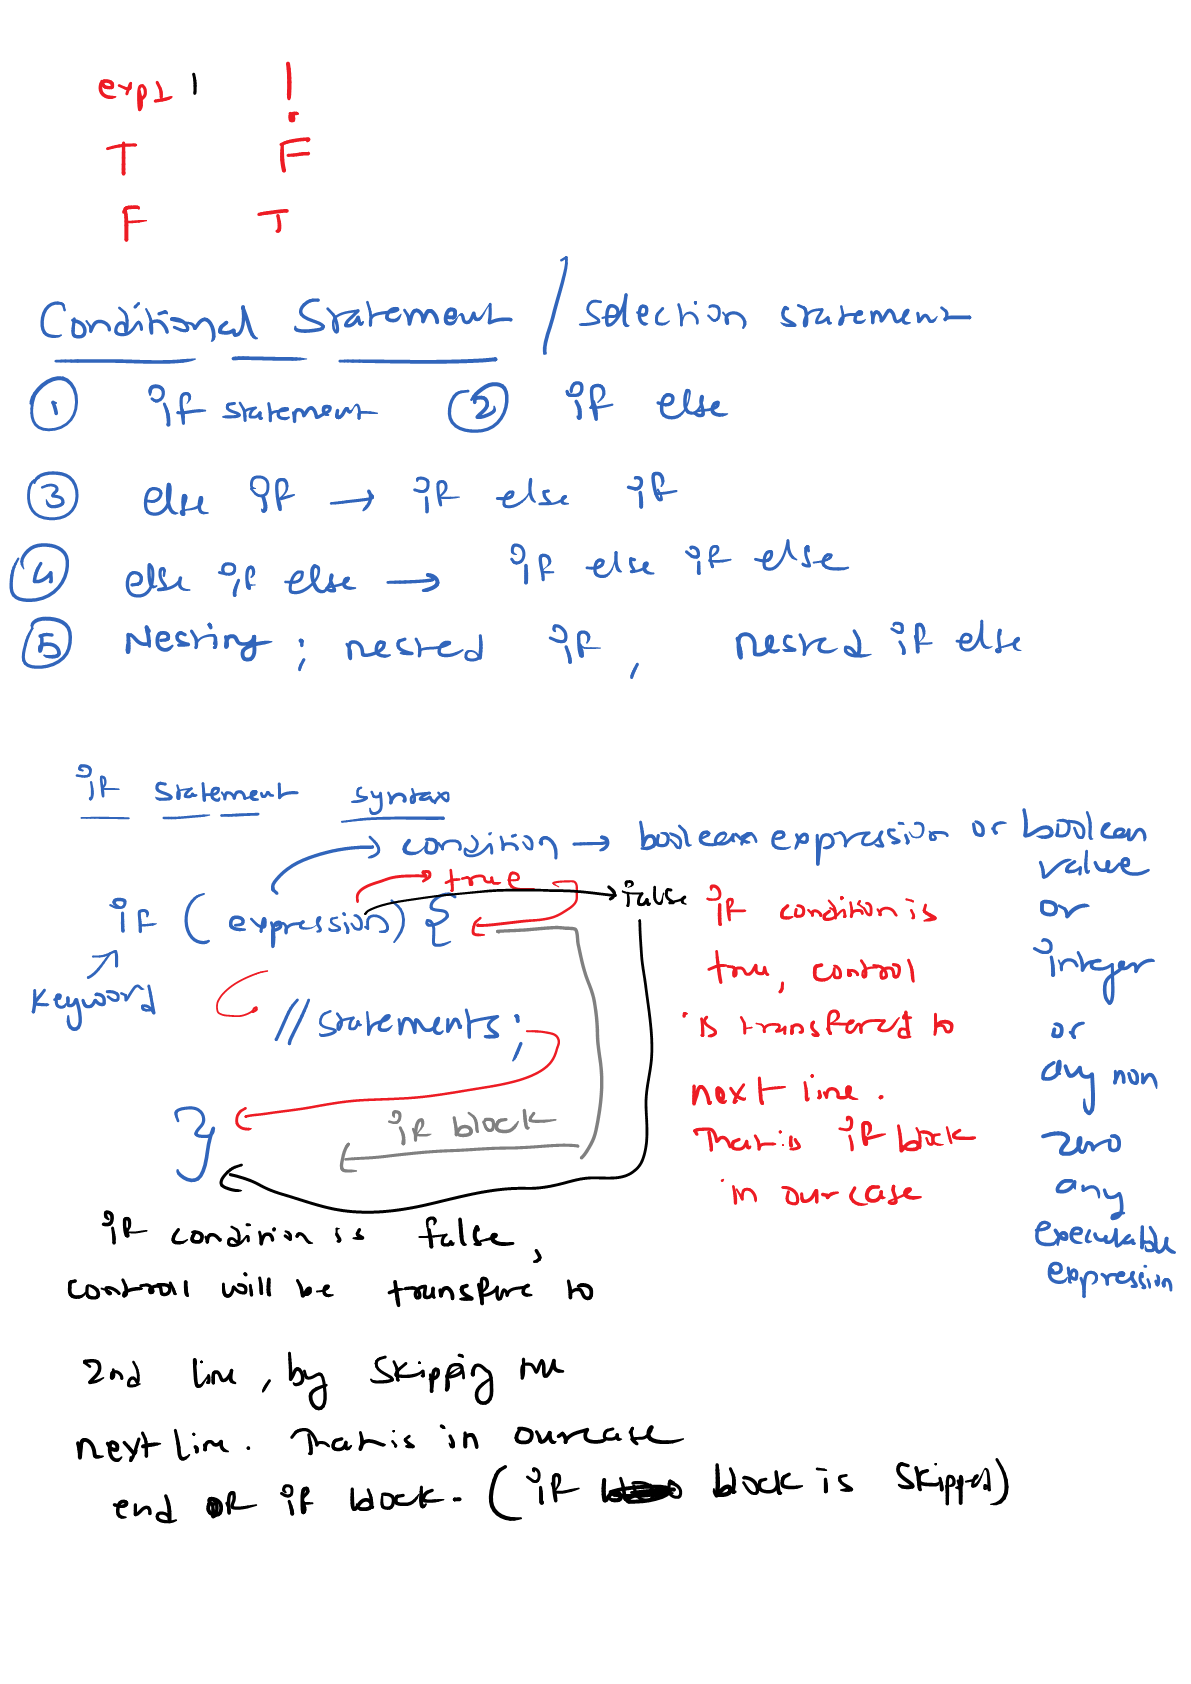 exp1 | !
T F
F T
Conditional Statement / Selection statement
① if statement ② if else
③ else if → if else if
④ else if else → if else if else
⑤ Nesting ; nested if , nested if else
if statement syntax
→ condition → boolean expression or boolean
value
true
false
if ( expression) {
keyword
// statements;
if block
}
if condition is
true, control
is transfered to
next line.
That is if block
in our case
or
integer
or
any non
zero
any
executable
expression
if condition is false,
control will be transfire to
2nd line, by skipping the
next line. That is in our case
end of if block. (if block is skipped)